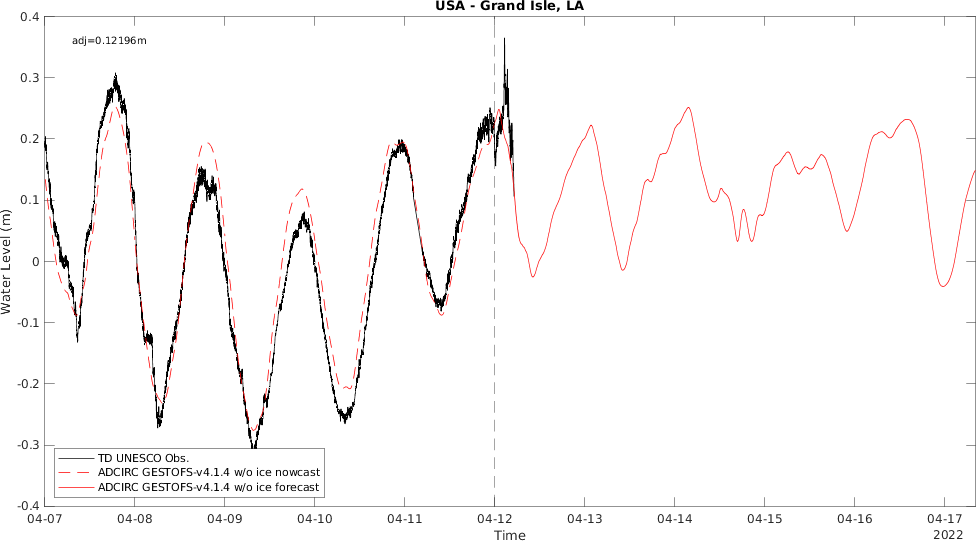 USA - Grand Isle, LA
adj=0.12196m
0.4
0.3
0.2
0.1
0
-0.1
-0.2
-0.3
-0.4
Water Level (m)
TD UNESCO Obs.
ADCIRC GESTOFS-v4.1.4 w/o ice nowcast
ADCIRC GESTOFS-v4.1.4 w/o ice forecast
04-07 04-08 04-09 04-10 04-11 04-12 04-13 04-14 04-15 04-16 04-17
Time
2022